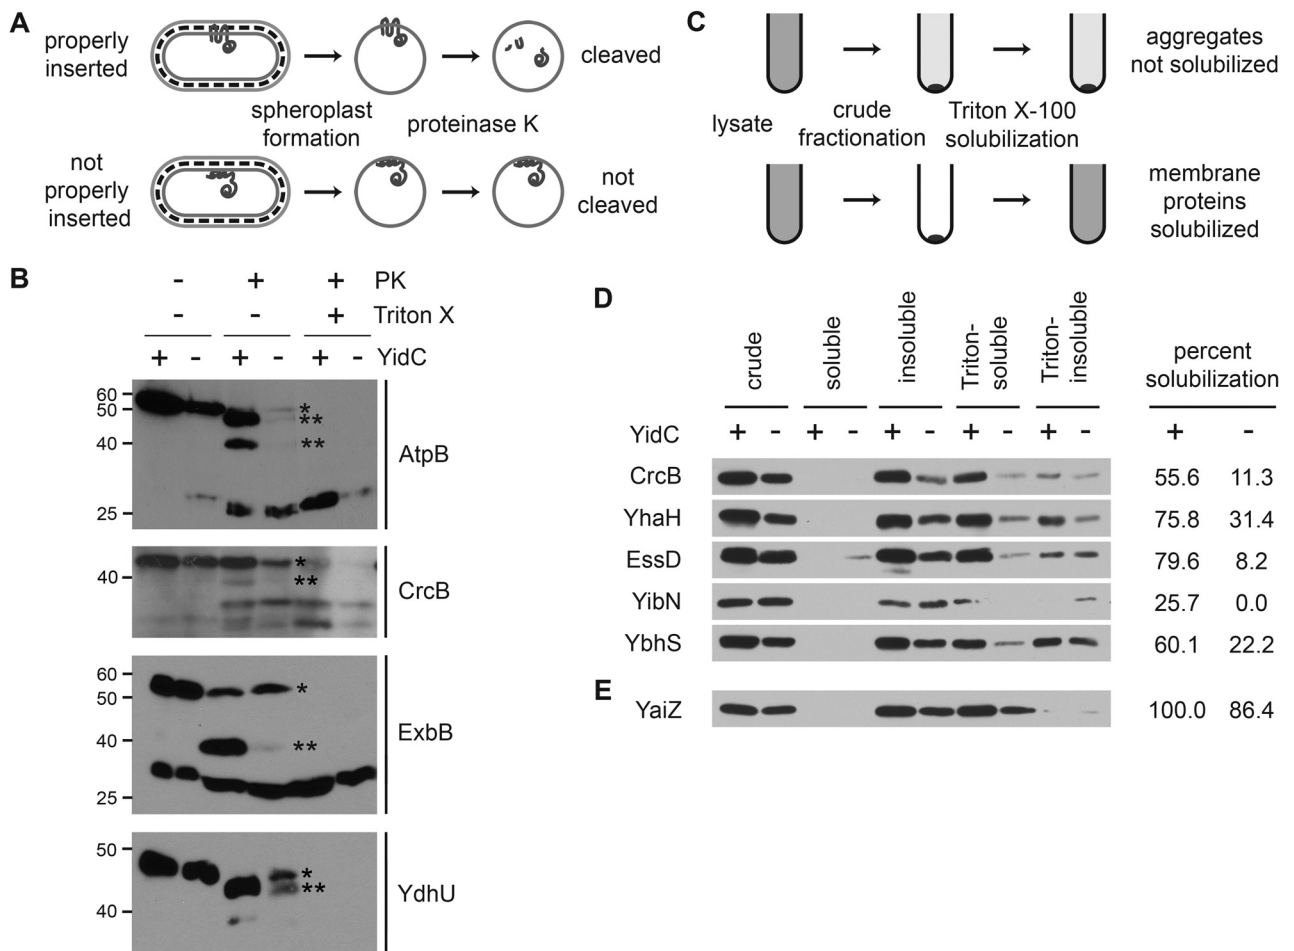 A
properly
inserted
cleaved
spheroplast
formation
proteinase K
not
properly
inserted
not
cleaved
C
aggregates
not solubilized
lysate
crude
fractionation
Triton X-100
solubilization
membrane
proteins
solubilized
B
- + + PK
- - + Triton X
+ - + - + - YidC
60
50
40
25
*
**
**
AtpB
40
*
**
CrcB
60
50
40
25
*
**
ExbB
50
40
*
**
YdhU
D
crude
soluble
insoluble
Triton-
soluble
Triton-
insoluble
percent
solubilization
YidC + - + - + - + - + - + -
CrcB 55.6 11.3
YhaH 75.8 31.4
EssD 79.6 8.2
YibN 25.7 0.0
YbhS 60.1 22.2
E
YaiZ 100.0 86.4